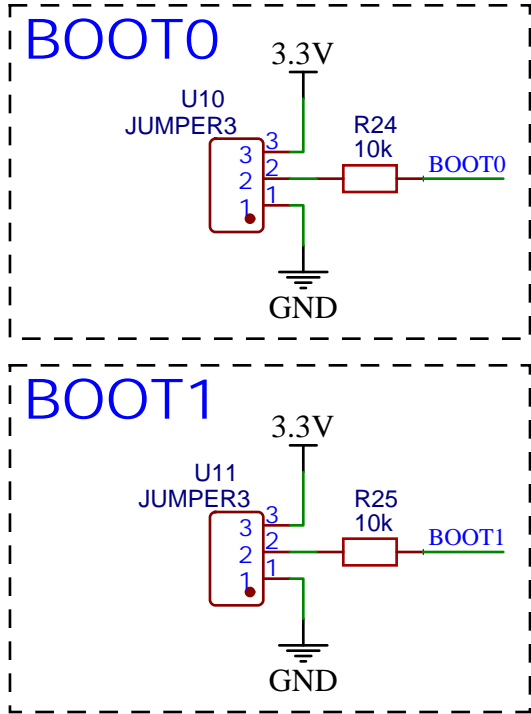 BOOT0
3.3V
U10
JUMPER3
R24
10k
3 3
2 2
1 1
BOOT0
GND
BOOT1
3.3V
U11
JUMPER3
R25
10k
3 3
2 2
1 1
BOOT1
GND